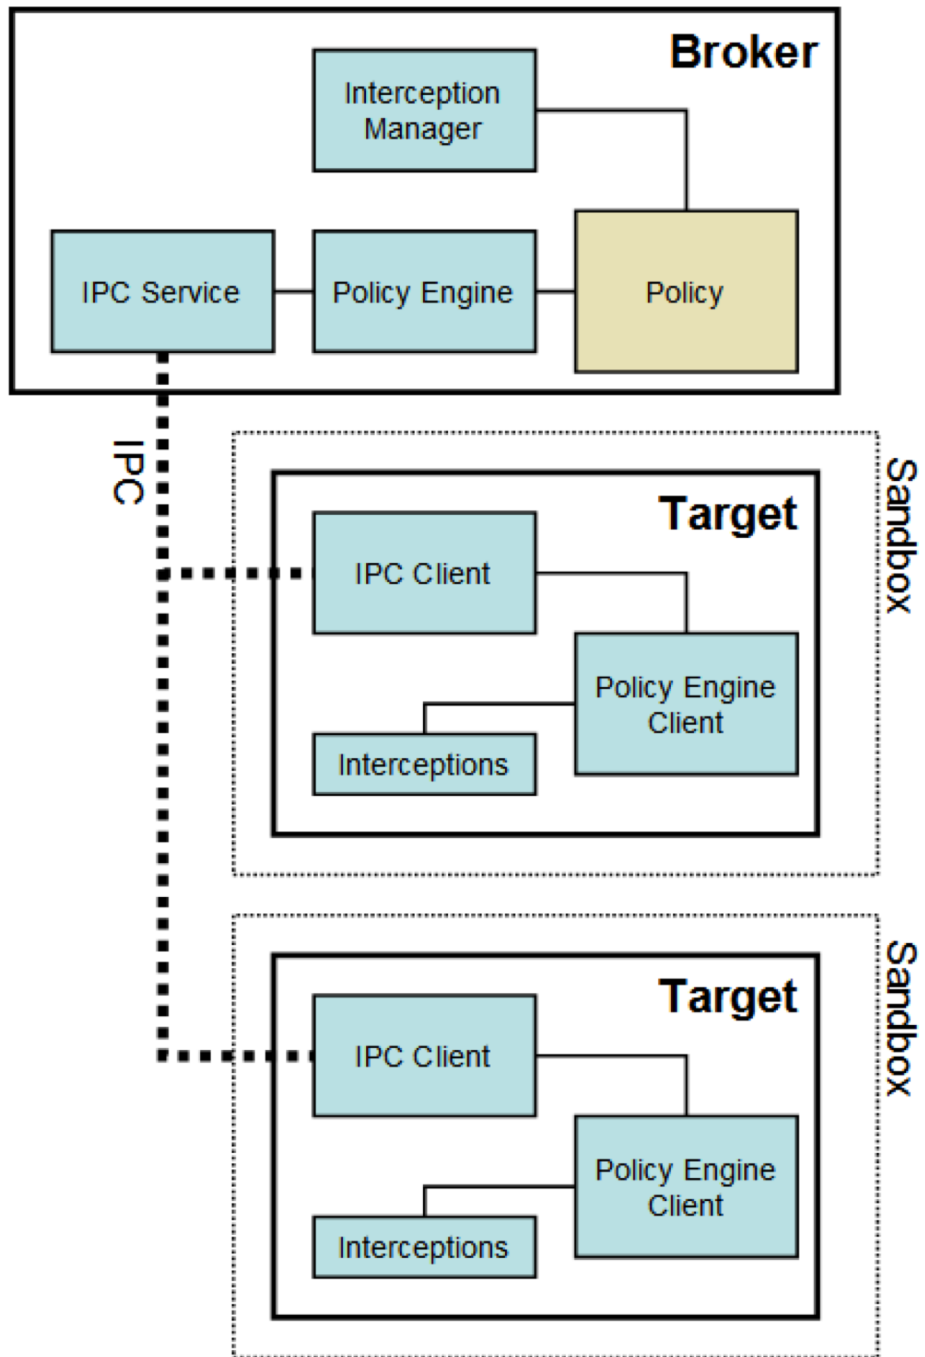 Broker
Interception
Manager
IPC Service
Policy Engine
Policy
IPC
Sandbox
Target
IPC Client
Policy Engine
Client
Interceptions
Sandbox
Target
IPC Client
Policy Engine
Client
Interceptions